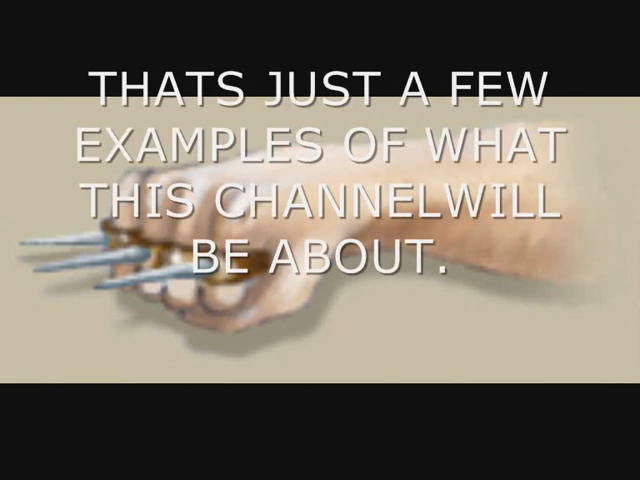 THATS JUST A FEW
EXAMPLES OF WHAT
THIS CHANNELWILL
BE ABOUT.